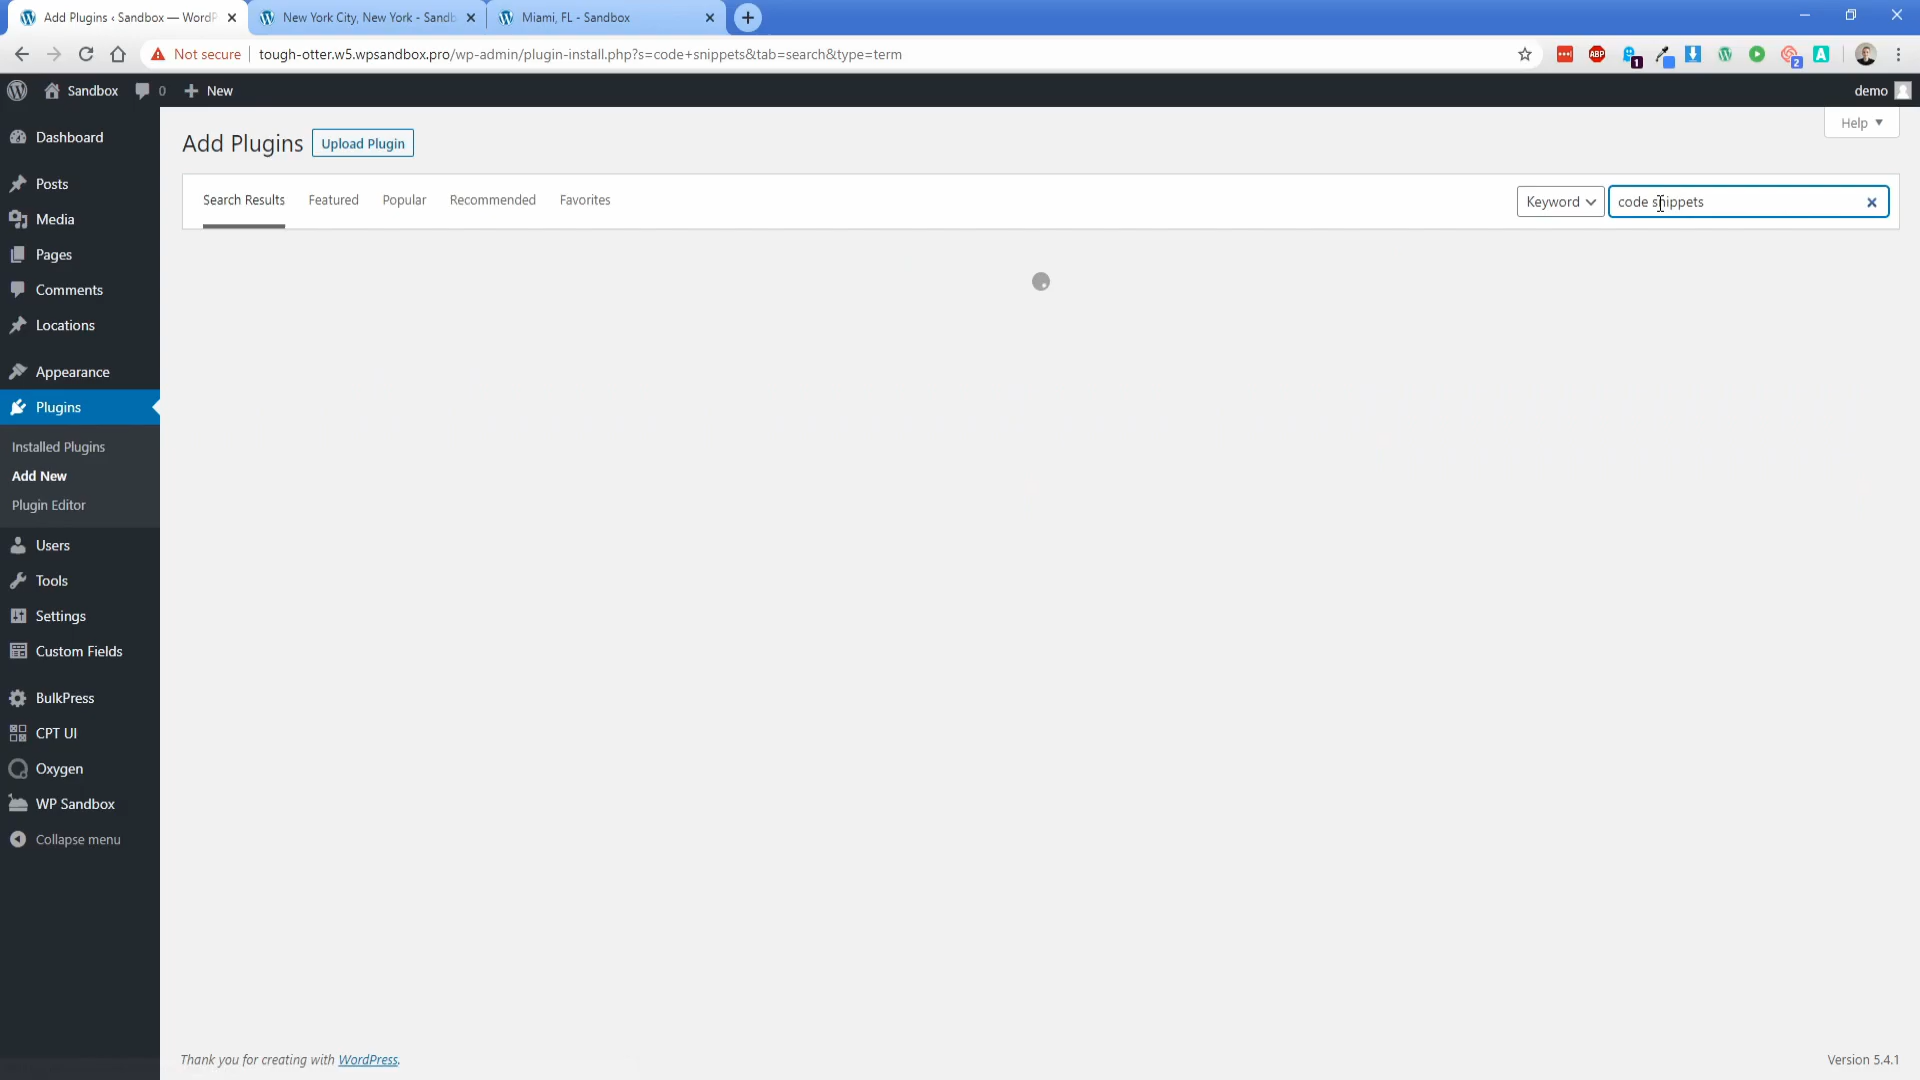 Add Plugins ‹ Sandbox — WordP
New York City, New York - Sandb
Miami, FL - Sandbox
Not secure
tough-otter.w5.wpsandbox.pro/wp-admin/plugin-install.php?s=code+snippets&tab=search&type=term
ABP
1
2
A
Sandbox
0
New
demo
Help
Dashboard
Posts
Media
Pages
Comments
Locations
Appearance
Plugins
Installed Plugins
Add New
Plugin Editor
Users
Tools
Settings
Custom Fields
BulkPress
CPT UI
Oxygen
WP Sandbox
Collapse menu
Add Plugins
Upload Plugin
Search Results
Featured
Popular
Recommended
Favorites
Keyword
code snippets
Thank you for creating with WordPress.
Version 5.4.1